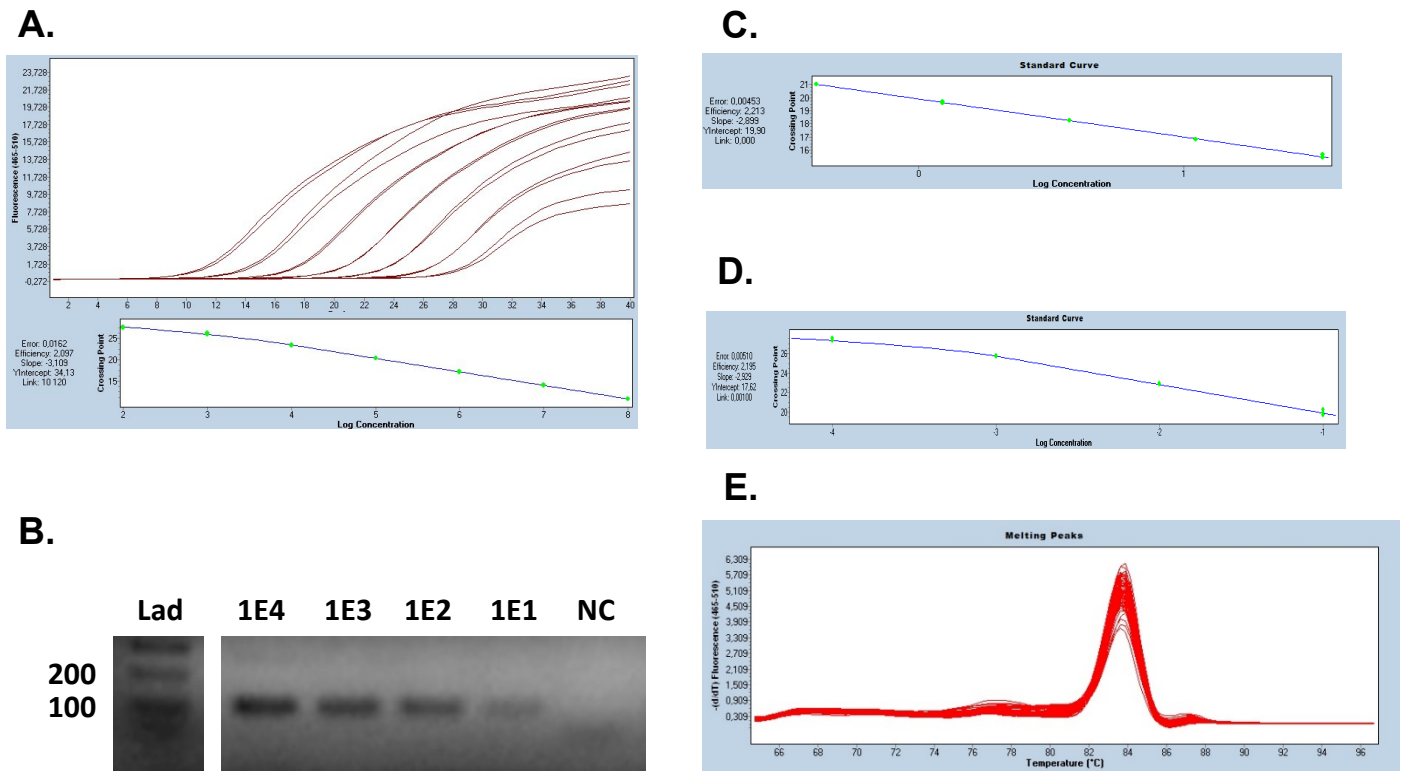 A.
23,728
21,728
19,728
17,728
15,728
13,728
11,728
9,728
7,728
5,728
3,728
1,728
-0,272
Fluorescence (465-510)
2 4 6 8 10 12 14 16 18 20 22 24 26 28 30 32 34 36 38 40
Error: 0,0162
Efficiency: 2,097
Slope: -3,109
YIntercept: 34,13
Link: 10 120
Crossing Point
25
20
15
2 3 4 5 6 7 8
Log Concentration
B.
Lad 1E4 1E3 1E2 1E1 NC
200
100
C.
Standard Curve
Error: 0,00453
Efficiency: 2,213
Slope: -2,899
YIntercept: 19,90
Link: 0,000
Crossing Point
21
20
19
18
17
16
0 1
Log Concentration
D.
Standard Curve
Error: 0,00510
Efficiency: 2,195
Slope: -2,929
YIntercept: 17,62
Link: 0,00100
Crossing Point
26
24
22
20
-4 -3 -2 -1
Log Concentration
E.
Melting Peaks
6,309
5,709
5,109
4,509
3,909
3,309
2,709
2,109
1,509
0,909
0,309
-(d/dT) Fluorescence (465-510)
66 68 70 72 74 76 78 80 82 84 86 88 90 92 94 96
Temperature (°C)